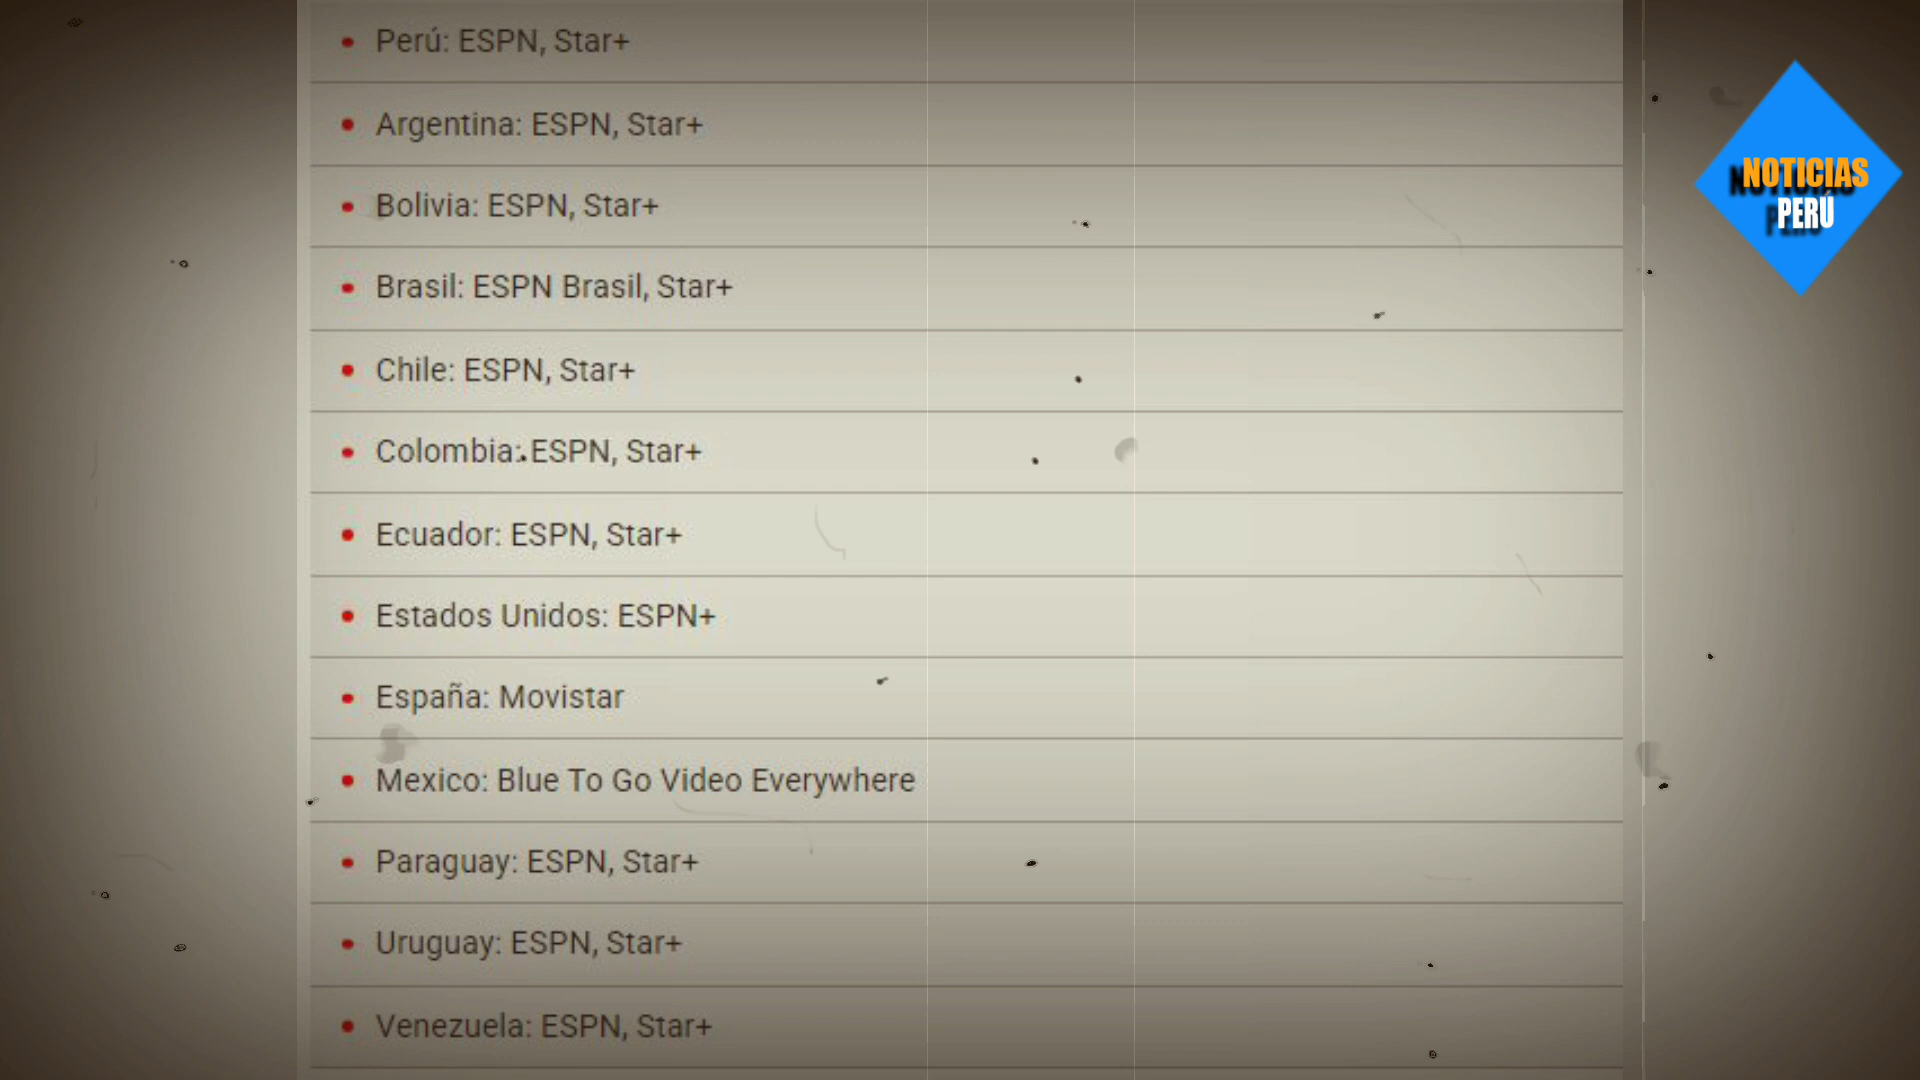 Perú: ESPN, Star+
Argentina: ESPN, Star+
Bolivia: ESPN, Star+
Brasil: ESPN Brasil, Star+
Chile: ESPN, Star+
Colombia: ESPN, Star+
Ecuador: ESPN, Star+
Estados Unidos: ESPN+
España: Movistar
Mexico: Blue To Go Video Everywhere
Paraguay: ESPN, Star+
Uruguay: ESPN, Star+
Venezuela: ESPN, Star+
NOTICIAS
PERÚ